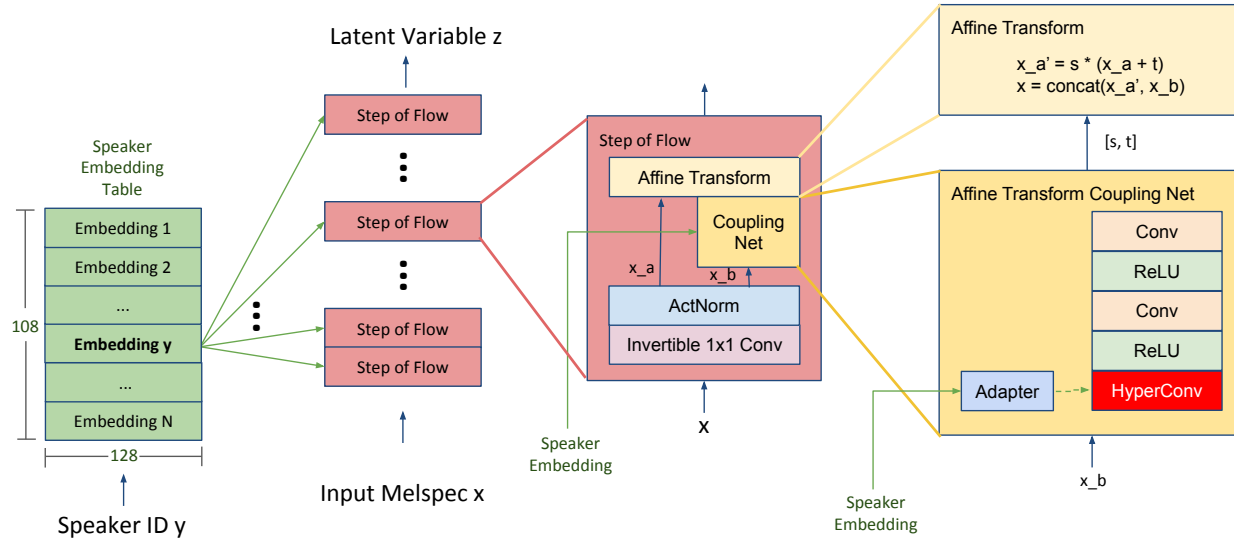 Latent Variable z
Step of Flow
Step of Flow
Step of Flow
Step of Flow
Input Melspec x
Speaker
Embedding
Table
Embedding 1
Embedding 2
...
Embedding y
...
Embedding N
108
128
Speaker ID y
Step of Flow
Affine Transform
Coupling
Net
x_a
x_b
ActNorm
Invertible 1x1 Conv
x
Speaker
Embedding
Affine Transform
x_a’ = s * (x_a + t)
x = concat(x_a’, x_b)
[s, t]
Affine Transform Coupling Net
Conv
ReLU
Conv
ReLU
Adapter
HyperConv
x_b
Speaker
Embedding